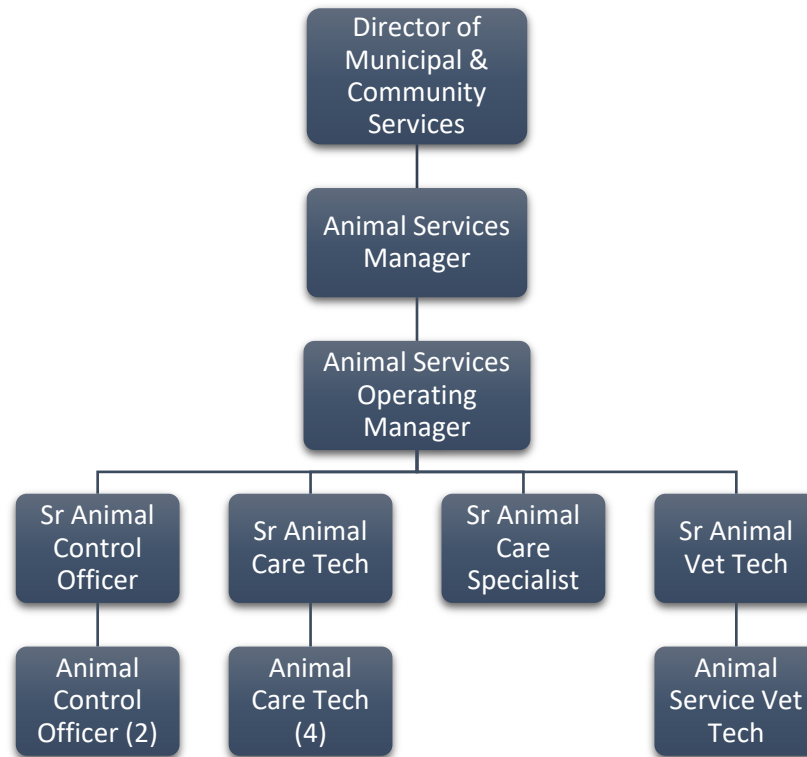 Director of
Municipal &
Community
Services
Animal Services
Manager
Animal Services
Operating
Manager
Sr Animal
Control
Officer
Sr Animal
Care Tech
Sr Animal
Care
Specialist
Sr Animal
Vet Tech
Animal
Control
Officer (2)
Animal
Care Tech
(4)
Animal
Service Vet
Tech